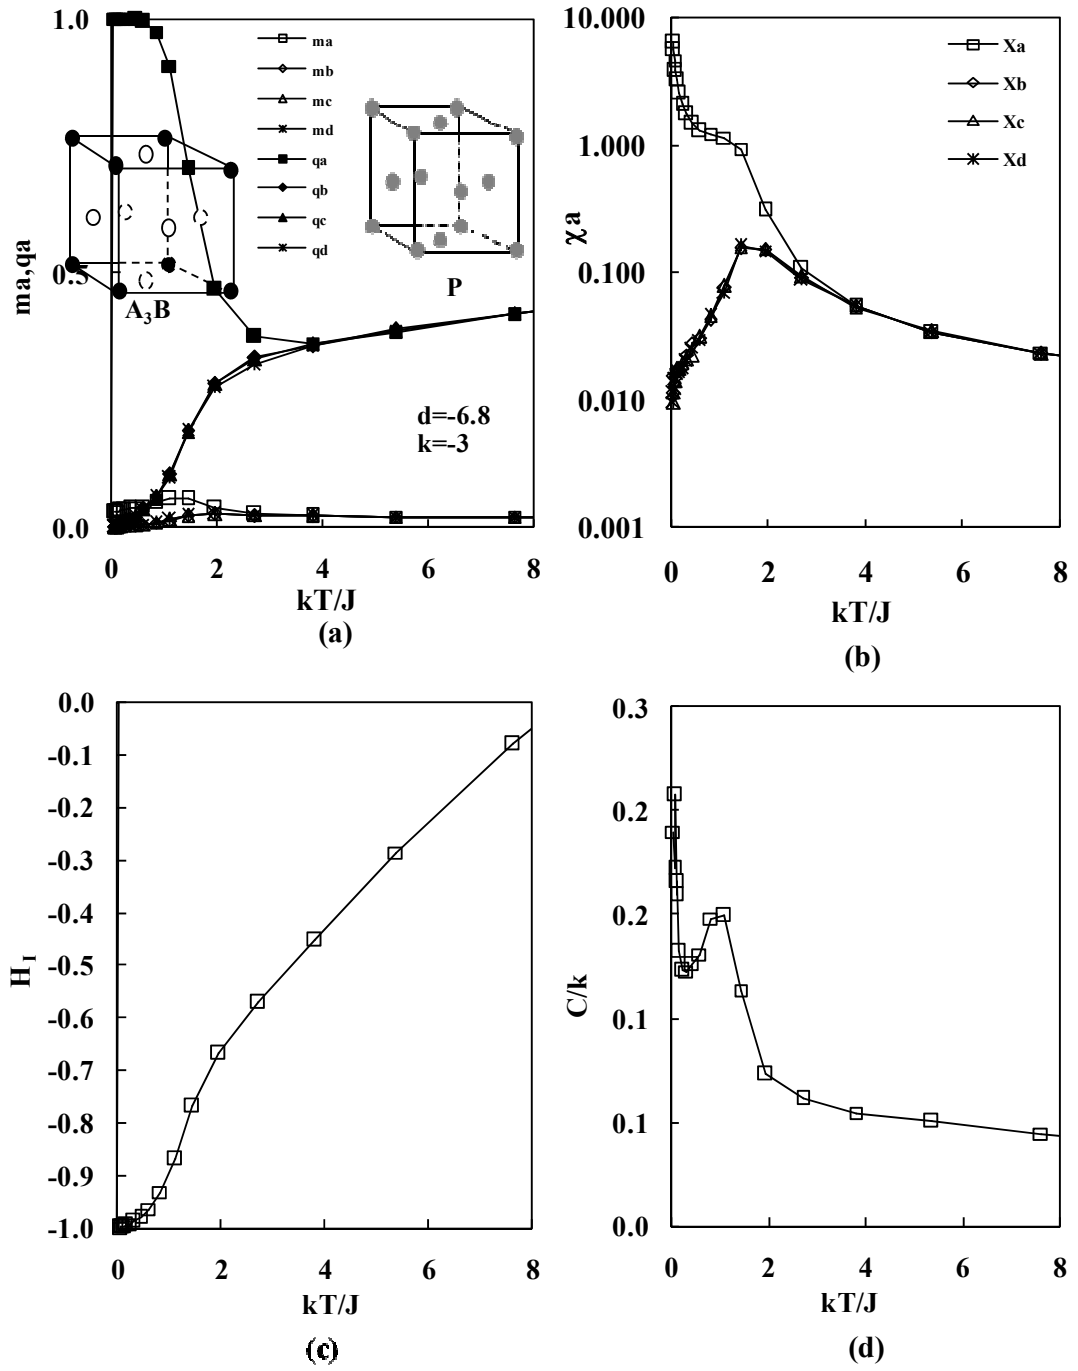 1.0
0.5
0.0
ma,qa
ma
mb
mc
md
qa
qb
qc
qd
A3B
P
d=-6.8
k=-3
0 2 4 6 8
kT/J
(a)
10.000
1.000
0.100
0.010
0.001
χa
Xa
Xb
Xc
Xd
0 2 4 6 8
kT/J
(b)
0.0
-0.1
-0.2
-0.3
-0.4
-0.5
-0.6
-0.7
-0.8
-0.9
-1.0
H1
0 2 4 6 8
kT/J
(c)
0.3
0.2
0.2
0.1
0.1
0.0
C/k
0 2 4 6 8
kT/J
(d)